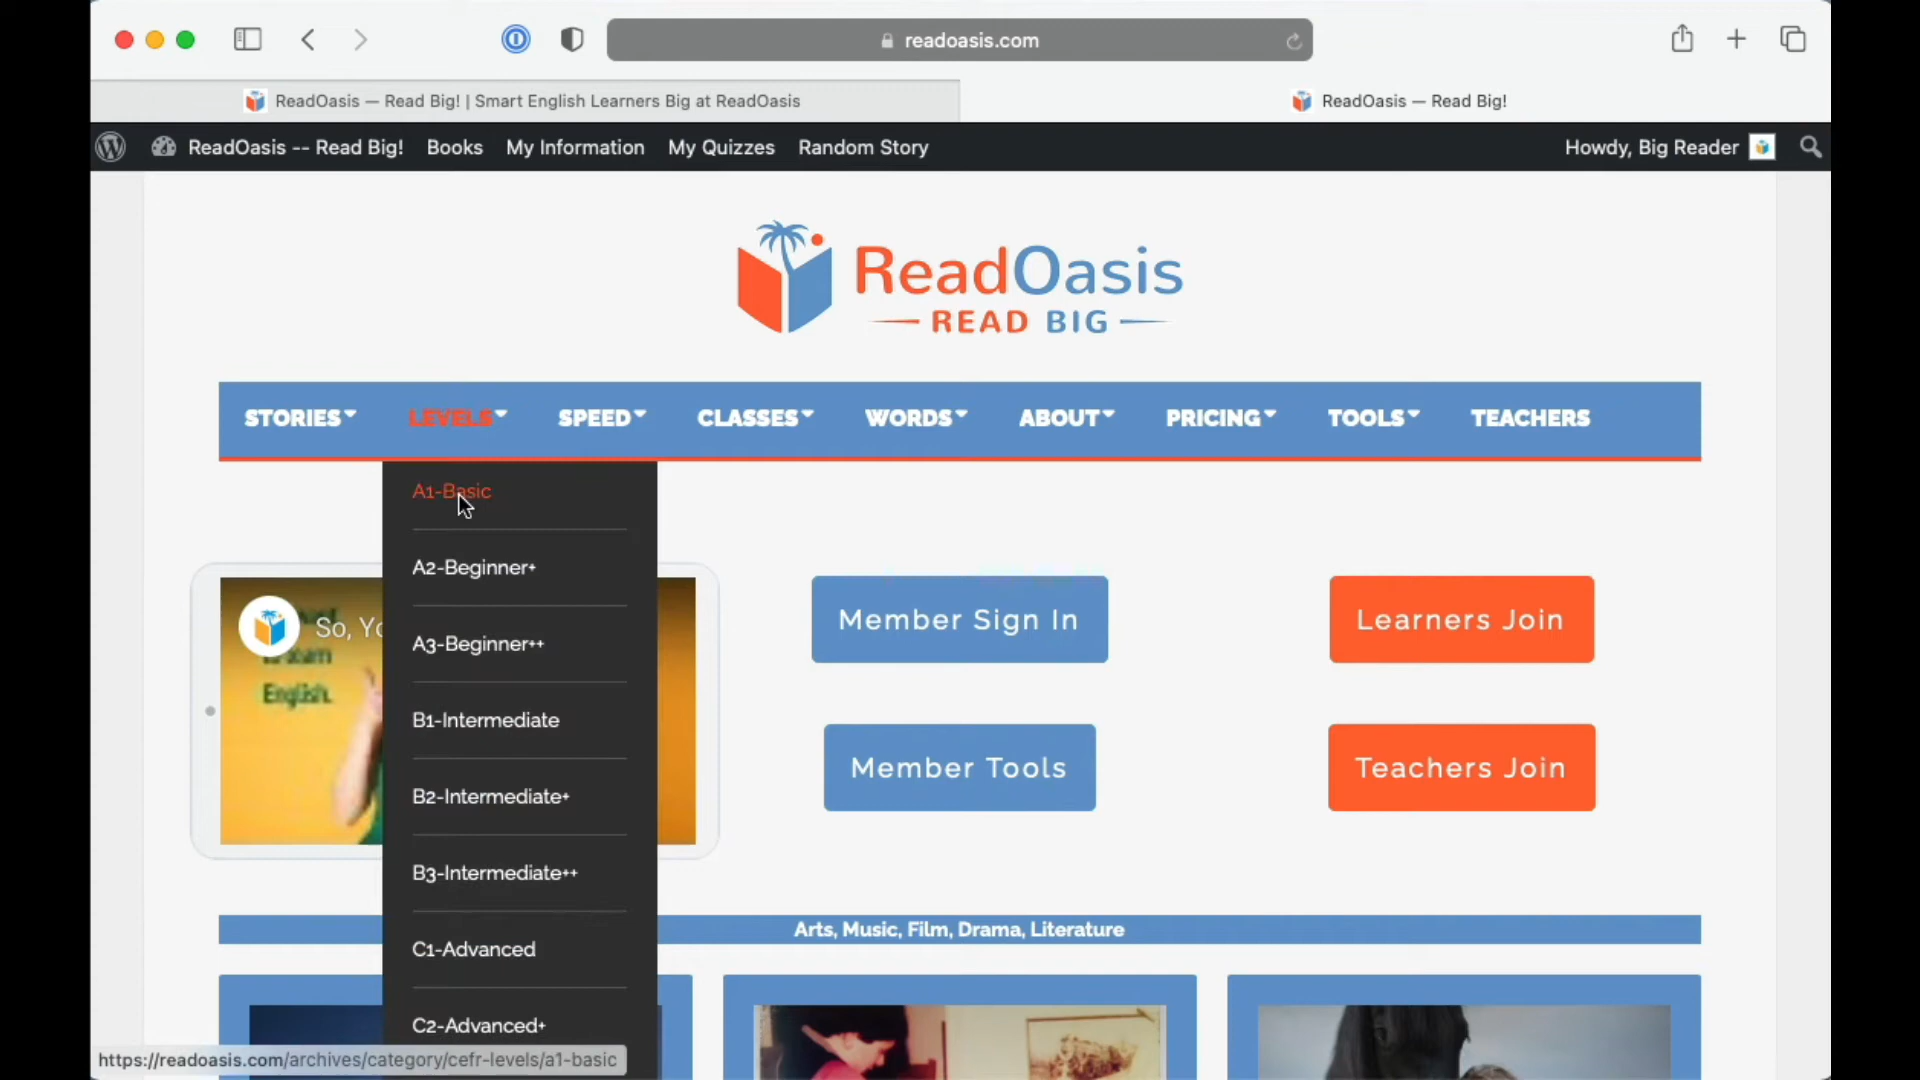 readoasis.com
ReadOasis — Read Big! | Smart English Learners Big at ReadOasis
ReadOasis — Read Big!
ReadOasis -- Read Big! Books My Information My Quizzes Random Story Howdy, Big Reader
ReadOasis
READ BIG
STORIES LEVELS SPEED CLASSES WORDS ABOUT PRICING TOOLS TEACHERS
A1-Basic
A2-Beginner+
A3-Beginner++
B1-Intermediate
B2-Intermediate+
B3-Intermediate++
C1-Advanced
C2-Advanced+
So, Yo
English.
Member Sign In
Learners Join
Member Tools
Teachers Join
Arts, Music, Film, Drama, Literature
https://readoasis.com/archives/category/cefr-levels/a1-basic